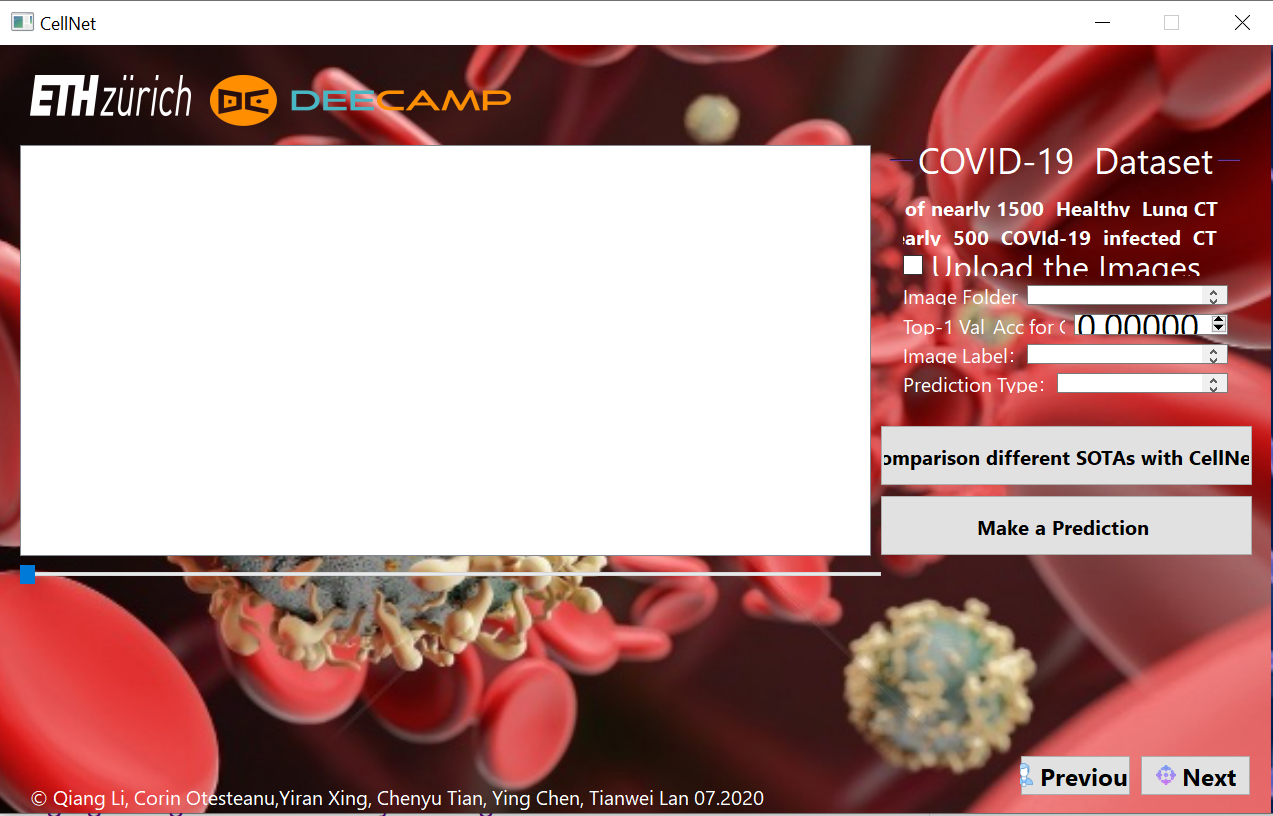 CellNet
ETH zürich DEECAMP
COVID-19 Dataset
of nearly 1500 Healthy Lung CT
early 500 COVId-19 infected CT
Upload the Images
Image Folder
Top-1 Val Acc for
0.00000
Image Label:
Prediction Type:
omparison different SOTAs with CellNe
Make a Prediction
Previou
Next
© Qiang Li, Corin Otesteanu,Yiran Xing, Chenyu Tian, Ying Chen, Tianwei Lan 07.2020